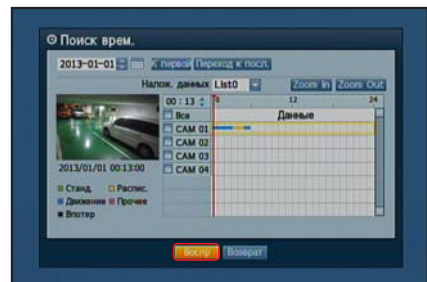 Поиск врем.
2013-01-01 К первой Переход к посл.
Налож. данных List0 Zoom In Zoom Out
00 : 13 0 12 24
Все Данные
CAM 01
CAM 02
CAM 03
CAM 04
2013/01/01 00:13:00
Станд. Распис.
Движение Прочее
Впотер
Воспр Возврат